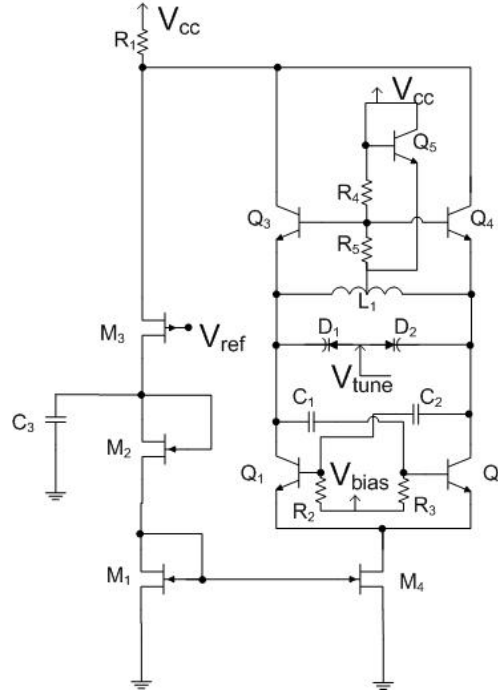 Vcc
R1
Vcc
Q5
R4
Q3
Q4
R5
L1
M3
Vref
D1
D2
Vtune
C3
C1
C2
M2
Q1
Vbias
Q
R2
R3
M1
M4